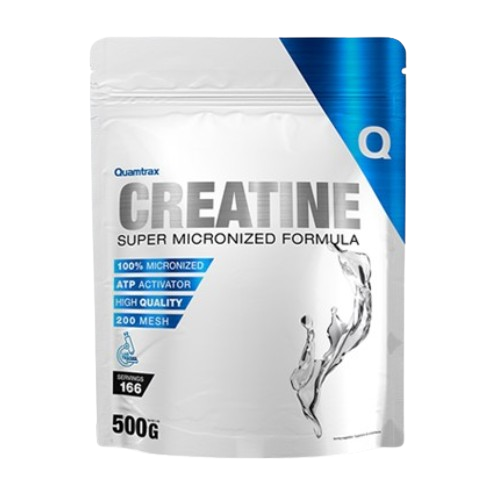 Q
Quamtrax
CREATINE
SUPER MICRONIZED FORMULA
100% MICRONIZED
ATP ACTIVATOR
HIGH QUALITY
200 MESH
SERVINGS
166
500G